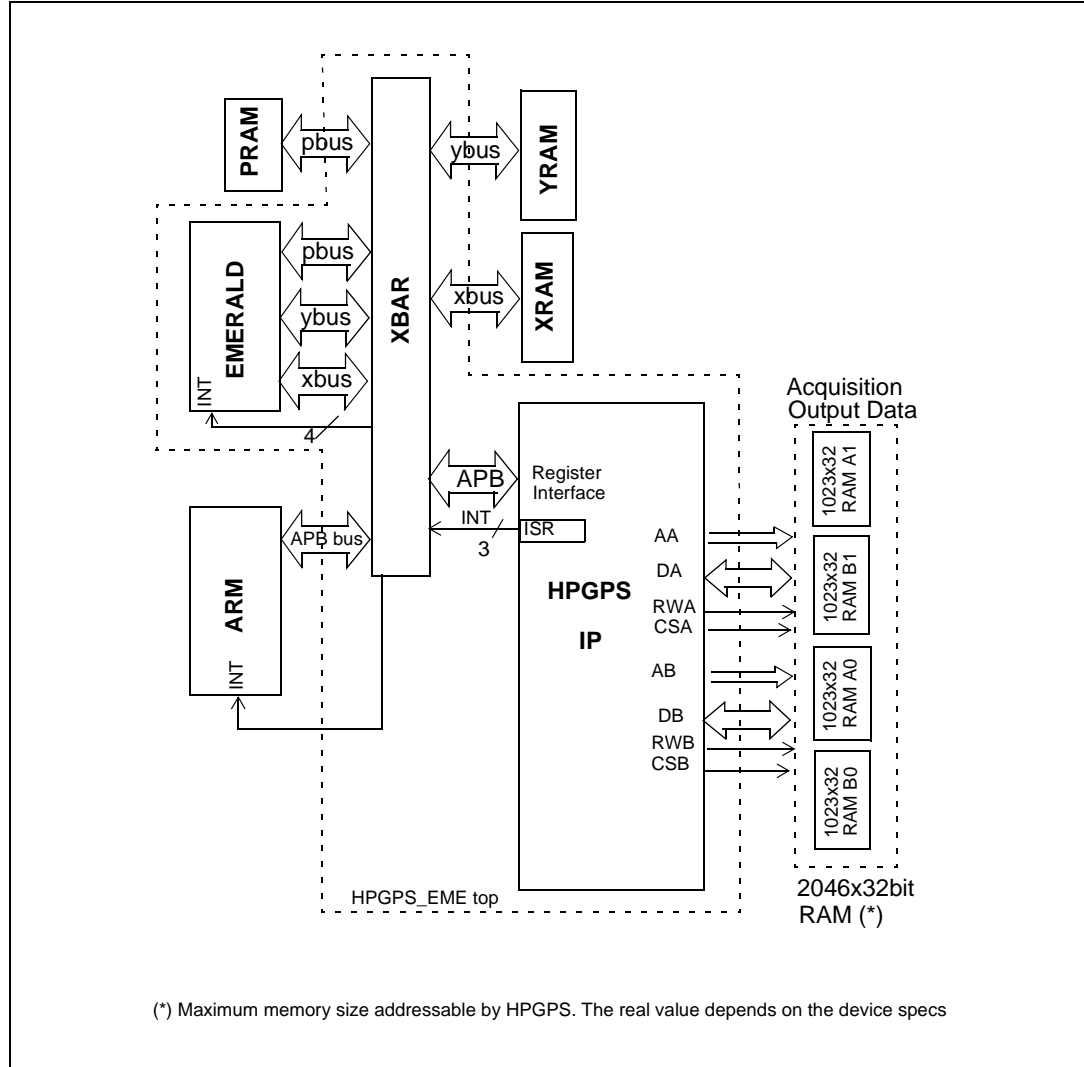 PRAM
pbus
ybus
YRAM
EMERALD
INT
pbus
ybus
xbus
4
XBAR
xbus
XRAM
APB
Register
Interface
INT
3
ISR
ARM
INT
APB bus
HPGPS
IP
AA
DA
RWA
CSA
AB
DB
RWB
CSB
Acquisition
Output Data
1023x32
RAM A1
1023x32
RAM B1
1023x32
RAM A0
1023x32
RAM B0
2046x32bit
RAM (*)
HPGPS_EME top
(*) Maximum memory size addressable by HPGPS. The real value depends on the device specs